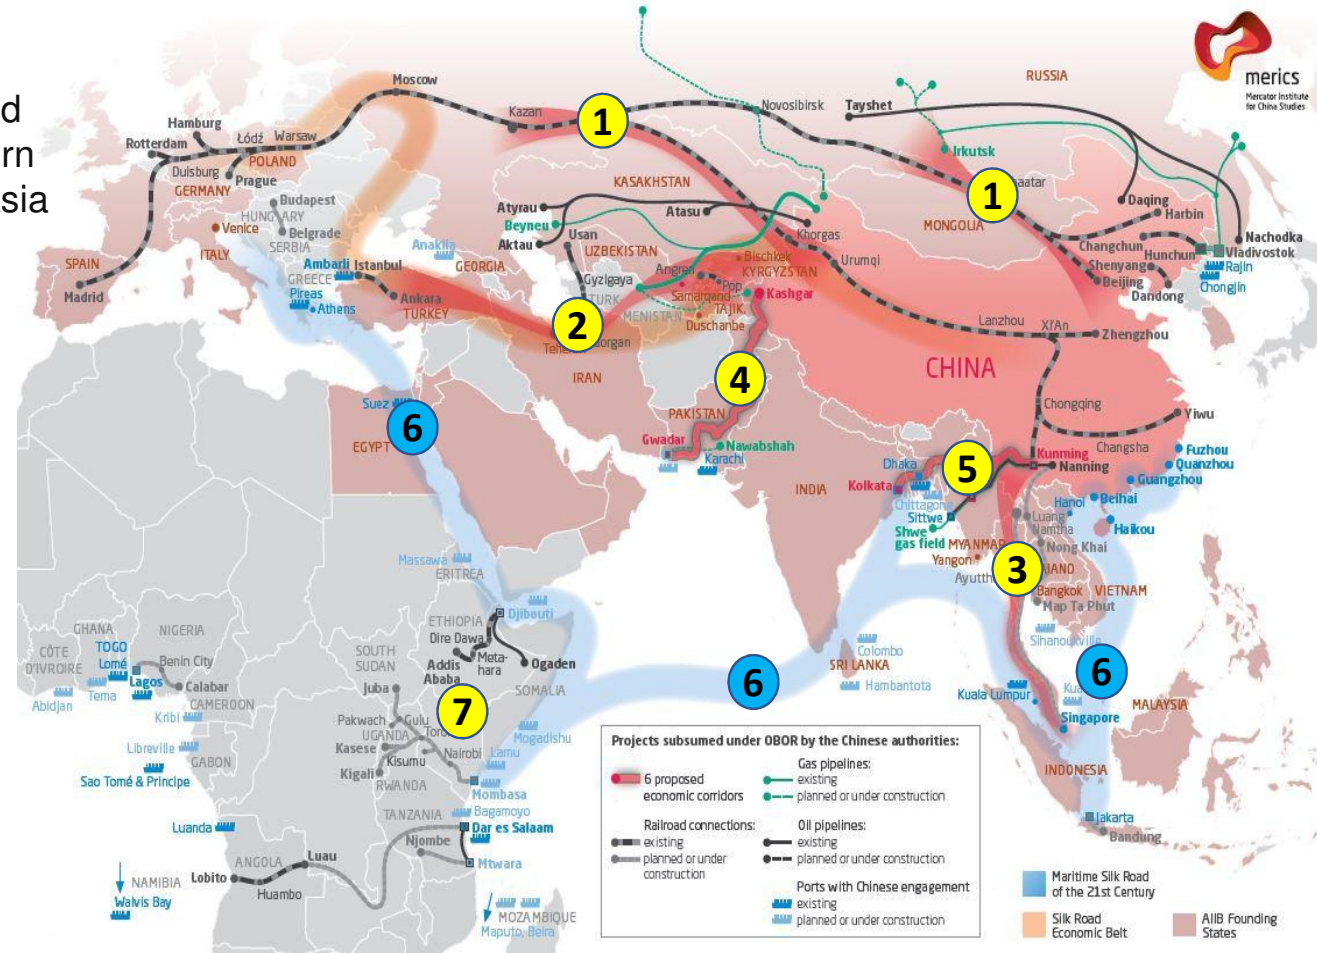 d
rn
sia
merics
Mercator Institute
for China Studies
RUSSIA
Moscow
Kazan
1
Novosibirsk
Tayshet
Hamburg
Rotterdam
Łódź
Warsaw
Duisburg
POLAND
GERMANY
Prague
Irkutsk
1
aatar
KASAKHSTAN
MONGOLIA
Budapest
HUNGARY
Belgrade
SERBIA
Venice
ITALY
Atyrau
Beyneu
Aktau
Atasu
Usan
Khorgas
Urumqi
Daqing
Harbin
Changchun
Hunchun
Shenyang
Nachodka
Vladivostok
Rajin
Chongjin
Beijing
Dandong
SPAIN
Madrid
Anaklia
GEORGIA
Ambarli
Istanbul
GREECE
Pireas
Athens
Ankara
TURKEY
UZBEKISTAN
Bischkek
KYRGYZSTAN
Gyzlgaya
Angren
Pop
TURK-
MENISTAN
Samarqand
TAJIK.
Duschanbe
Kashgar
2
Teheran
organ
IRAN
4
Lanzhou
Xi'An
Zhengzhou
CHINA
Chongqing
Yiwu
Changsha
Suez
6
EGYPT
PAKISTAN
Gwadar
Nawabshah
Karachi
INDIA
Dhaka
5
Kunming
Nanning
Kolkata
Chittagong
Sittwe
Shwe
gas field
MYANMAR
Yangon
Fuzhou
Quanzhou
Guangzhou
Hanoi
Beihai
Haikou
Luang
Namtha
Nong Khai
3
IAND
Ayutth
Bangkok
Map Ta Phut
VIETNAM
Sihanoukville
Massawa
ERITREA
Djibouti
ETHIOPIA
Dire Dawa
Meta-
hara
Addis
Ababa
Ogaden
SOMALIA
GHANA
NIGERIA
CÔTE
D'IVROIRE
TOGO
Lomé
Benin City
Lagos
Tema
Abidjan
Calabar
CAMEROON
Kribi
SOUTH
SUDAN
Juba
7
6
Colombo
SRI LANKA
Hambantota
6
Kuala Lumpur
Kua
Singapore
MALAYSIA
INDONESIA
Jakarta
Bandung
Pakwach
Gulu
Toro
UGANDA
Kasese
Kisumu
Nairobi
Lamu
Mogadishu
Kigali
RWANDA
Mombasa
Bagamoyo
TANZANIA
Dar es Salaam
Njombe
Mtwara
Libreville
GABON
Sao Tomé & Principe
Luanda
ANGOLA
Luau
Lobito
Huambo
NAMIBIA
Walvis Bay
MOZAMBIQUE
Maputo, Beira
Projects subsumed under OBOR by the Chinese authorities:
6 proposed
economic corridors
Gas pipelines:
existing
planned or under construction
Railroad connections:
existing
planned or under
construction
Oil pipelines:
existing
planned or under construction
Ports with Chinese engagement
existing
planned or under construction
Maritime Silk Road
of the 21st Century
Silk Road
Economic Belt
AIIB Founding
States